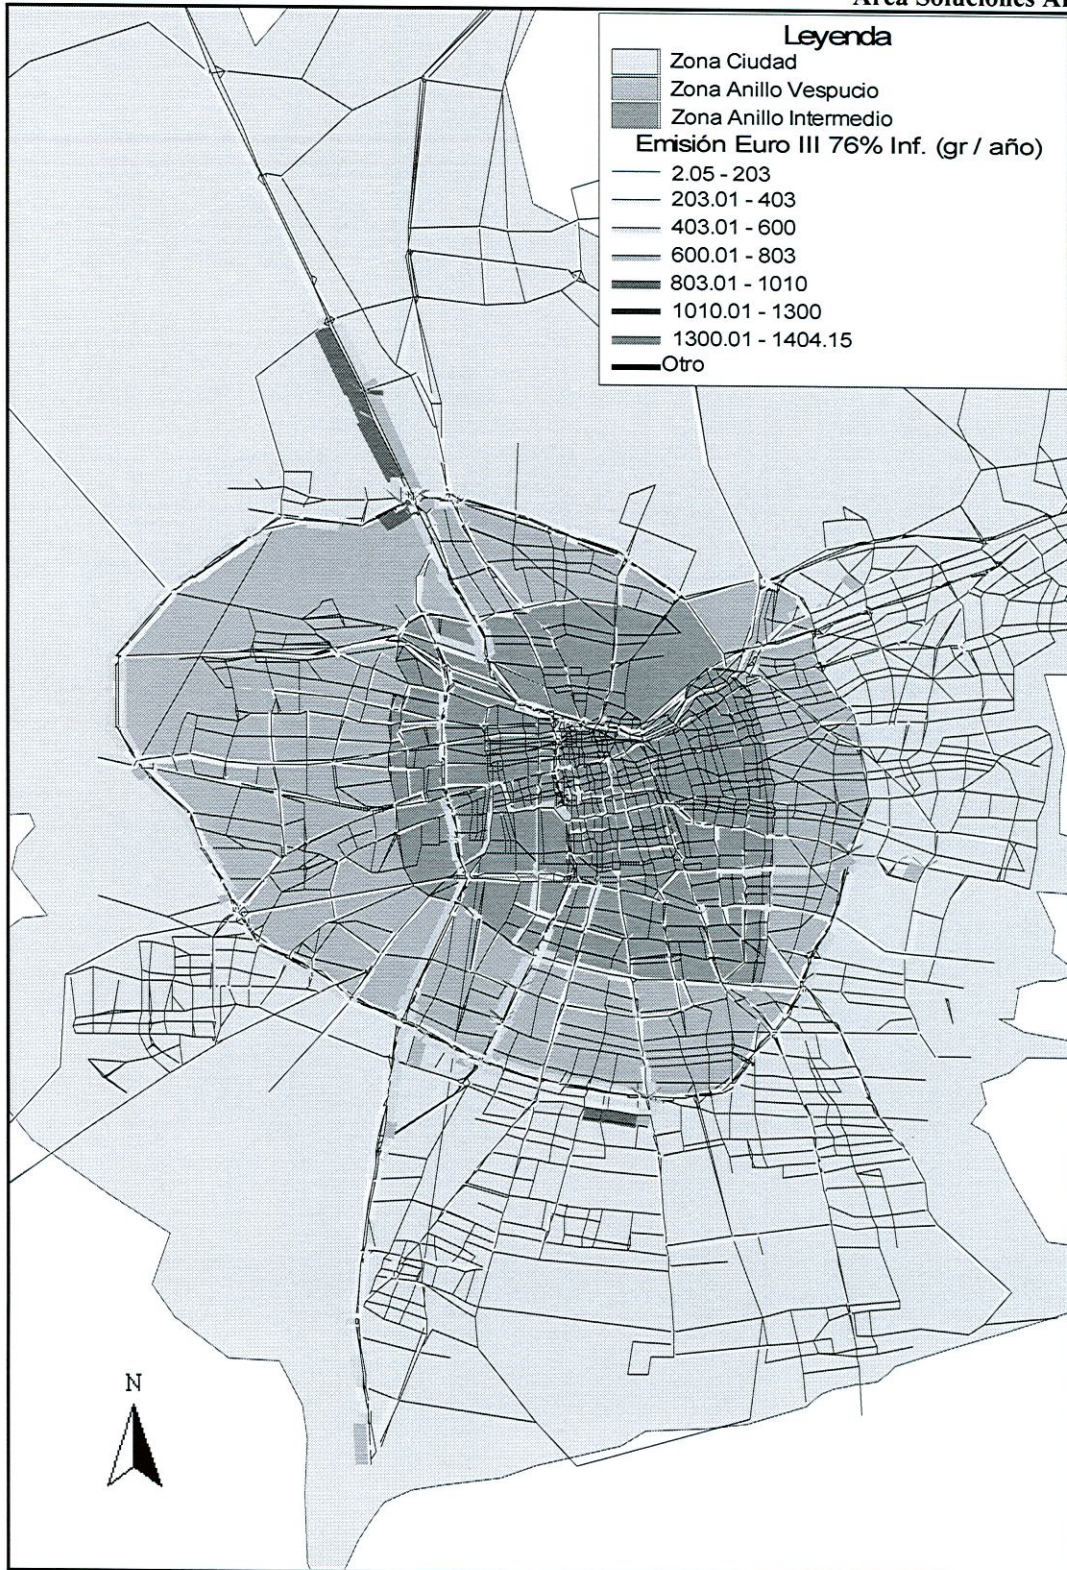 Area Soluciones
Leyenda
Zona Ciudad
Zona Anillo Vespucio
Zona Anillo Intermedio
Emisión Euro III 76% Inf. (gr / año)
2.05 - 203
203.01 - 403
403.01 - 600
600.01 - 803
803.01 - 1010
1010.01 - 1300
1300.01 - 1404.15
Otro
N